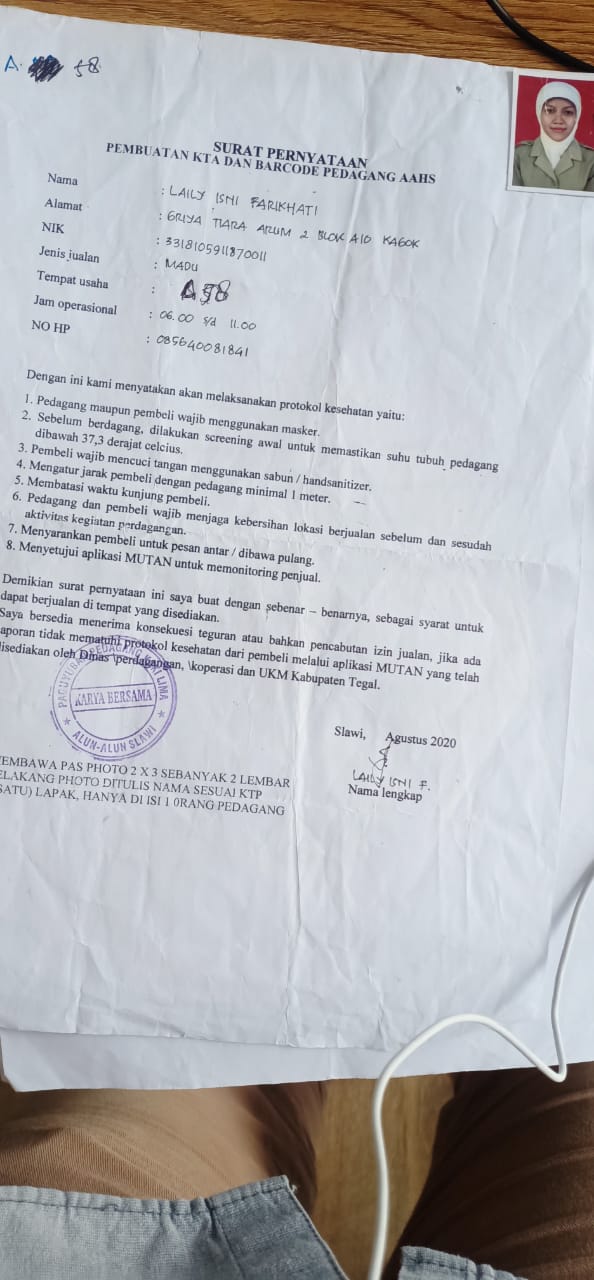 A. 58
SURAT PERNYATAAN
PEMBUATAN KTA DAN BARCODE PEDAGANG AAHS
Nama : LAILY ISNI FARIKHATI
Alamat : GRIYA TIARA ARUM 2 BLOK A10 KAGOK
NIK : 3318105911870011
Jenis jualan : MADU
Tempat usaha : A58
Jam operasional : 06.00 s/d 11.00
NO HP : 085640081841
Dengan ini kami menyatakan akan melaksanakan protokol kesehatan yaitu:
1. Pedagang maupun pembeli wajib menggunakan masker.
2. Sebelum berdagang, dilakukan screening awal untuk memastikan suhu tubuh pedagang
dibawah 37,3 derajat celcius.
3. Pembeli wajib mencuci tangan menggunakan sabun / handsanitizer.
4. Mengatur jarak pembeli dengan pedagang minimal 1 meter.
5. Membatasi waktu kunjung pembeli.
6. Pedagang dan pembeli wajib menjaga kebersihan lokasi berjualan sebelum dan sesudah
aktivitas kegiatan perdagangan.
7. Menyarankan pembeli untuk pesan antar / dibawa pulang.
8. Menyetujui aplikasi MUTAN untuk memonitoring penjual.
Demikian surat pernyataan ini saya buat dengan sebenar – benarnya, sebagai syarat untuk
dapat berjualan di tempat yang disediakan.
Saya bersedia menerima konsekuesi teguran atau bahkan pencabutan izin jualan, jika ada
laporan tidak mematuhi protokol kesehatan dari pembeli melalui aplikasi MUTAN yang telah
disediakan oleh Dinas \perdagangan, \koperasi dan UKM Kabupaten Tegal.
PAGUYUBAN PEDAGANG KAKI LIMA
KARYA BERSAMA
ALUN-ALUN SLAWI
Slawi, Agustus 2020
LAILY ISNI F.
Nama lengkap
EMBAWA PAS PHOTO 2 X 3 SEBANYAK 2 LEMBAR
ELAKANG PHOTO DITULIS NAMA SESUAI KTP
SATU) LAPAK, HANYA DI ISI 1 0RANG PEDAGANG